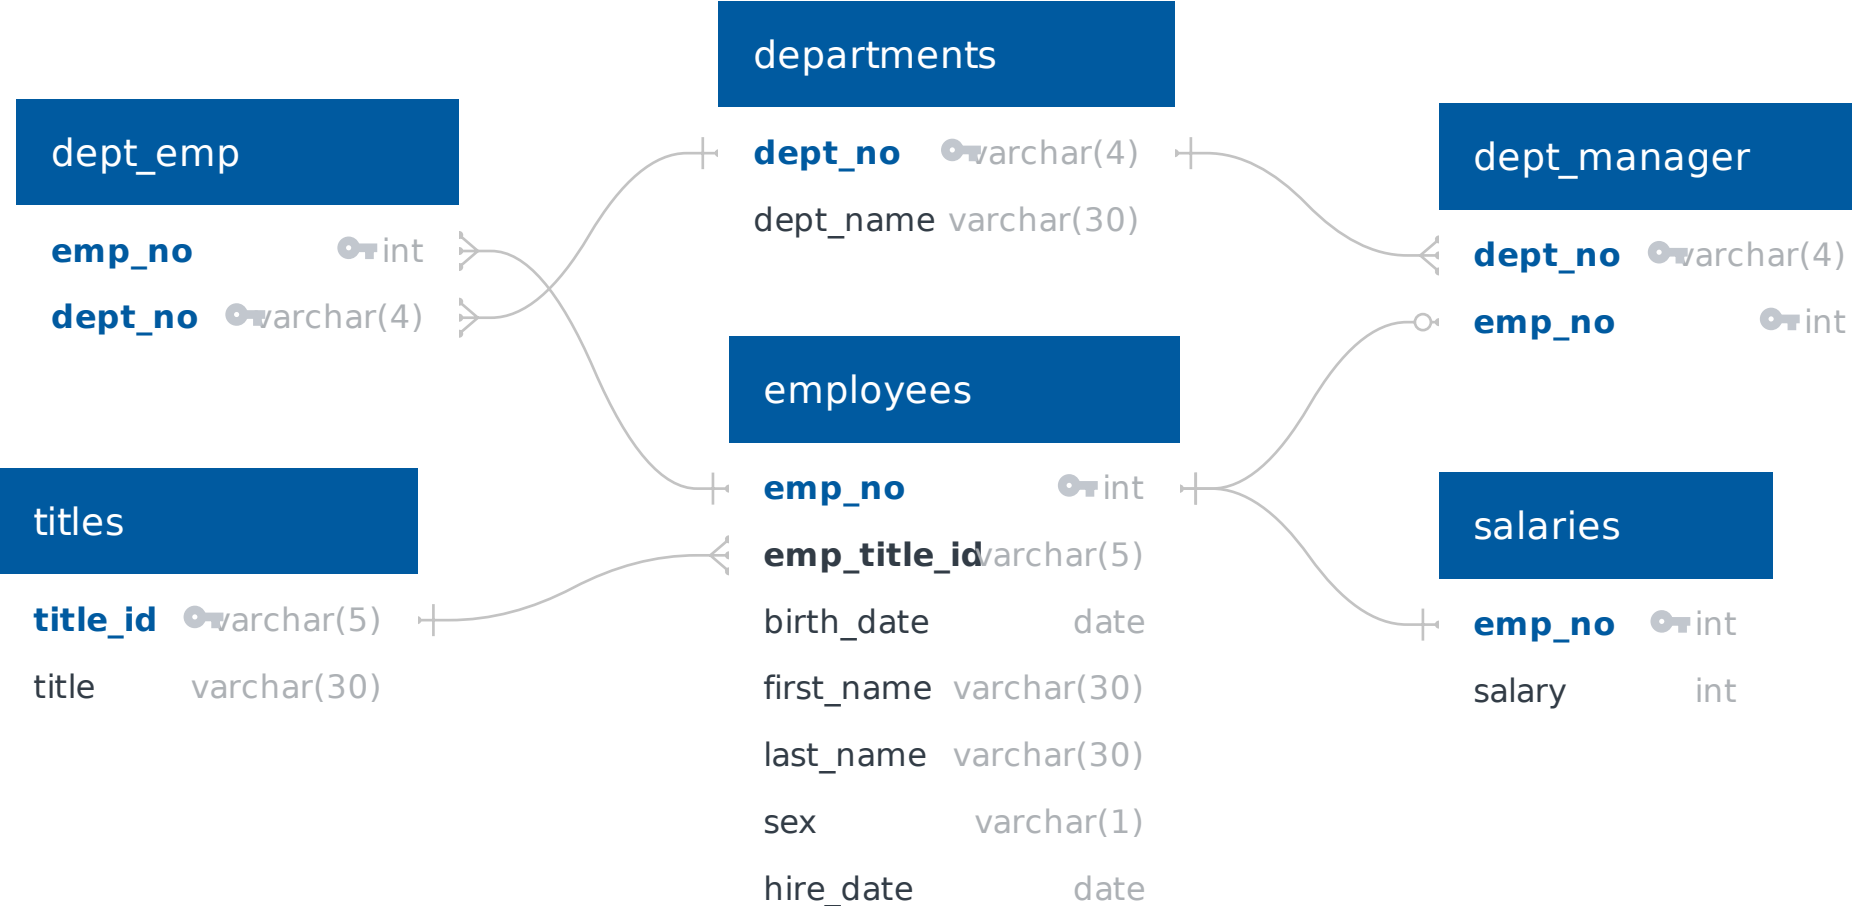 departments
dept_no varchar(4)
dept_name varchar(30)
dept_emp
emp_no int
dept_no varchar(4)
dept_manager
dept_no varchar(4)
emp_no int
employees
emp_no int
emp_title_id varchar(5)
birth_date date
first_name varchar(30)
last_name varchar(30)
sex varchar(1)
hire_date date
titles
title_id varchar(5)
title varchar(30)
salaries
emp_no int
salary int